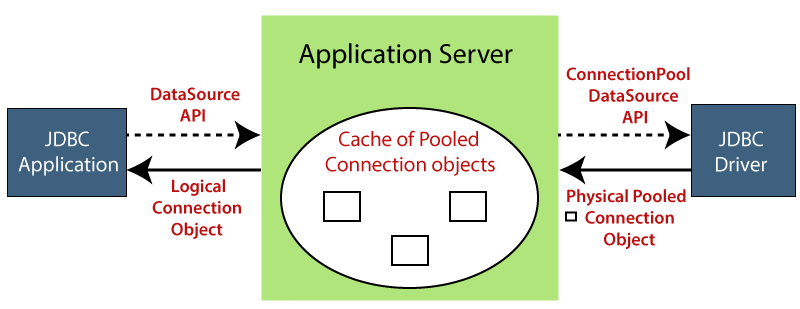 Application Server
DataSource
API
ConnectionPool
DataSource
API
JDBC
Application
Cache of Pooled
Connection objects
JDBC
Driver
Logical
Connection
Object
Physical Pooled
Connection
Object